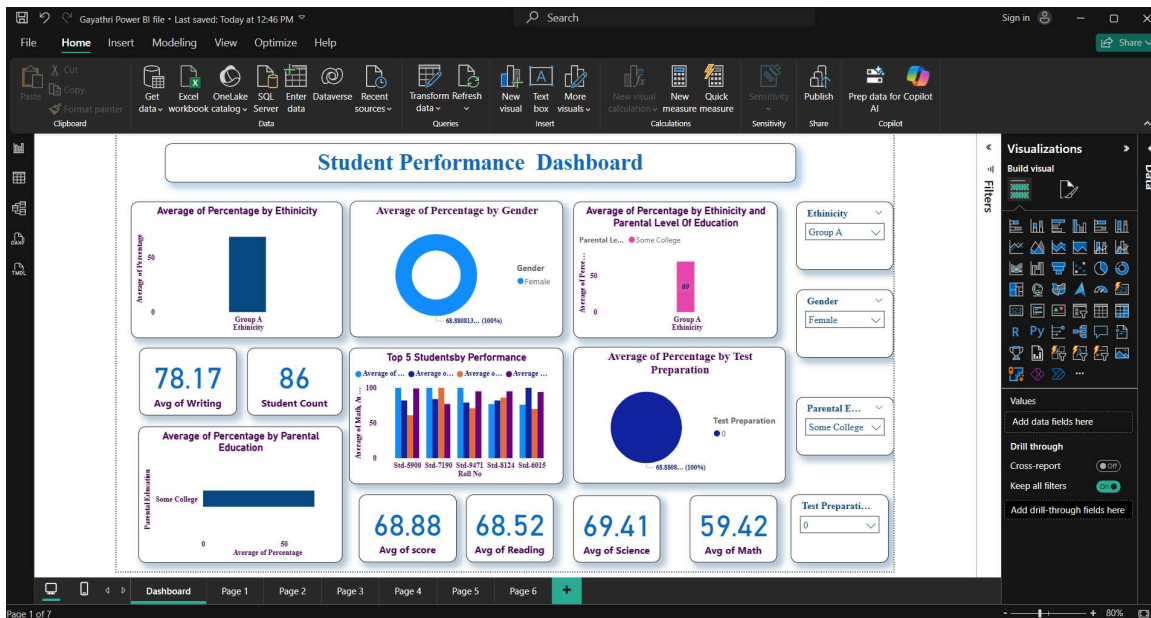 Gayathri Power BI file • Last saved: Today at 12:46 PM
Search
Sign in
File Home Insert Modeling View Optimize Help
Share
Paste
Cut
Copy
Format painter
Clipboard
Get data
Excel workbook
OneLake catalog
SQL Server
Enter data
Dataverse
Recent sources
Data
Transform data
Refresh
Queries
New visual
Text box
More visuals
Insert
New visual calculation
New measure
Quick measure
Calculations
Sensitivity
Sensitivity
Publish
Share
Prep data for AI
Copilot
Copilot
DAX
TMDL
Student Performance Dashboard
Average of Percentage by Ethinicity
Average of Percentage
50
0
Group A
Ethinicity
Average of Percentage by Gender
Gender
Female
68.880813... (100%)
Average of Percentage by Ethinicity and
Parental Level Of Education
Parental Le... Some College
Average of Perce...
50
0
69
Group A
Ethinicity
Ethinicity
Group A
Gender
Female
Parental E...
Some College
Test Preparati...
0
78.17
Avg of Writing
86
Student Count
Top 5 Studentsby Performance
Average of ... Average o... Average o... Average ...
Average of Math, Av ...
100
50
0
Std-5900 Std-7190 Std-9471 Std-8124 Std-6015
Roll No
Average of Percentage by Test
Preparation
Test Preparation
0
68.8808... (100%)
Average of Percentage by Parental
Education
Parental Education
Some College
0 50
Average of Percentage
68.88
Avg of score
68.52
Avg of Reading
69.41
Avg of Science
59.42
Avg of Math
Filters
Visualizations
Data
Build visual
R Py
123
Values
Add data fields here
Drill through
Cross-report
Off
Keep all filters
On
Add drill-through fields here
Dashboard Page 1 Page 2 Page 3 Page 4 Page 5 Page 6
Page 1 of 7
- + 80%